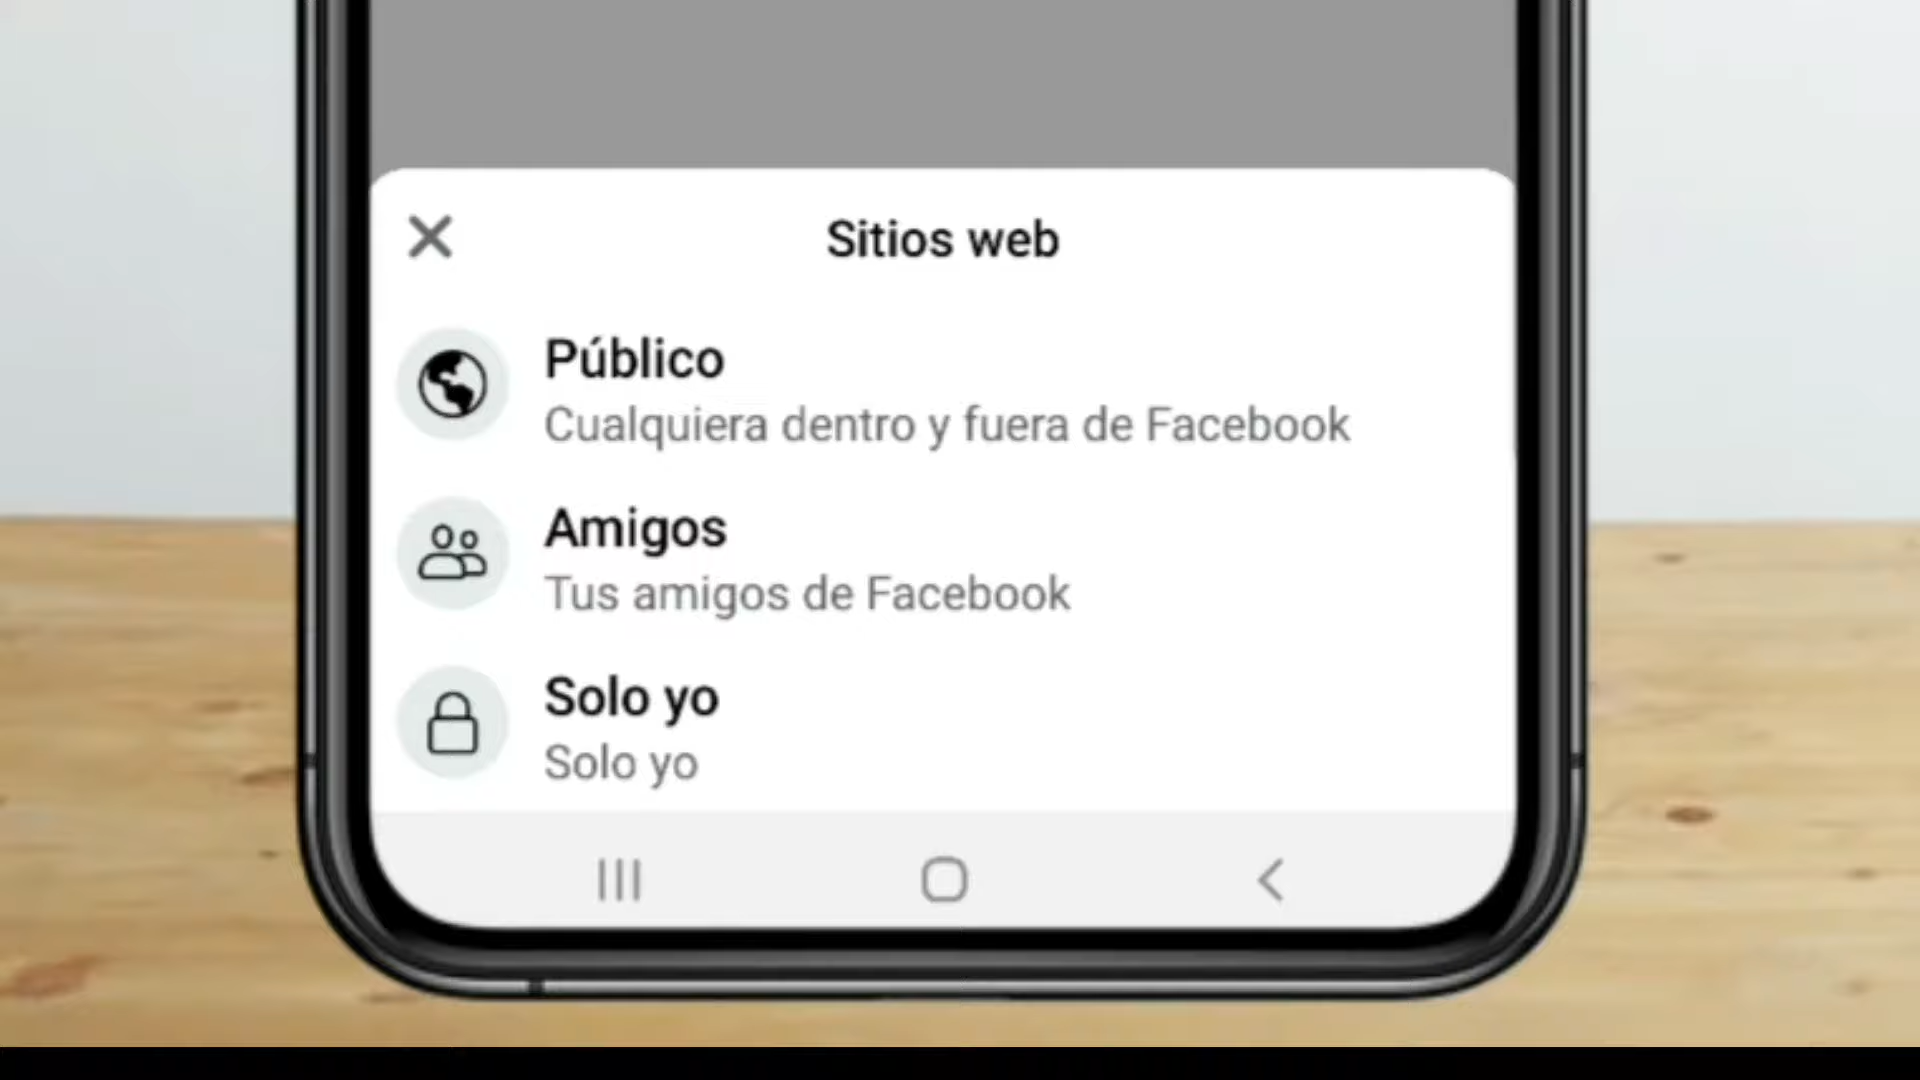 Sitios web
Público
Cualquiera dentro y fuera de Facebook
Amigos
Tus amigos de Facebook
Solo yo
Solo yo